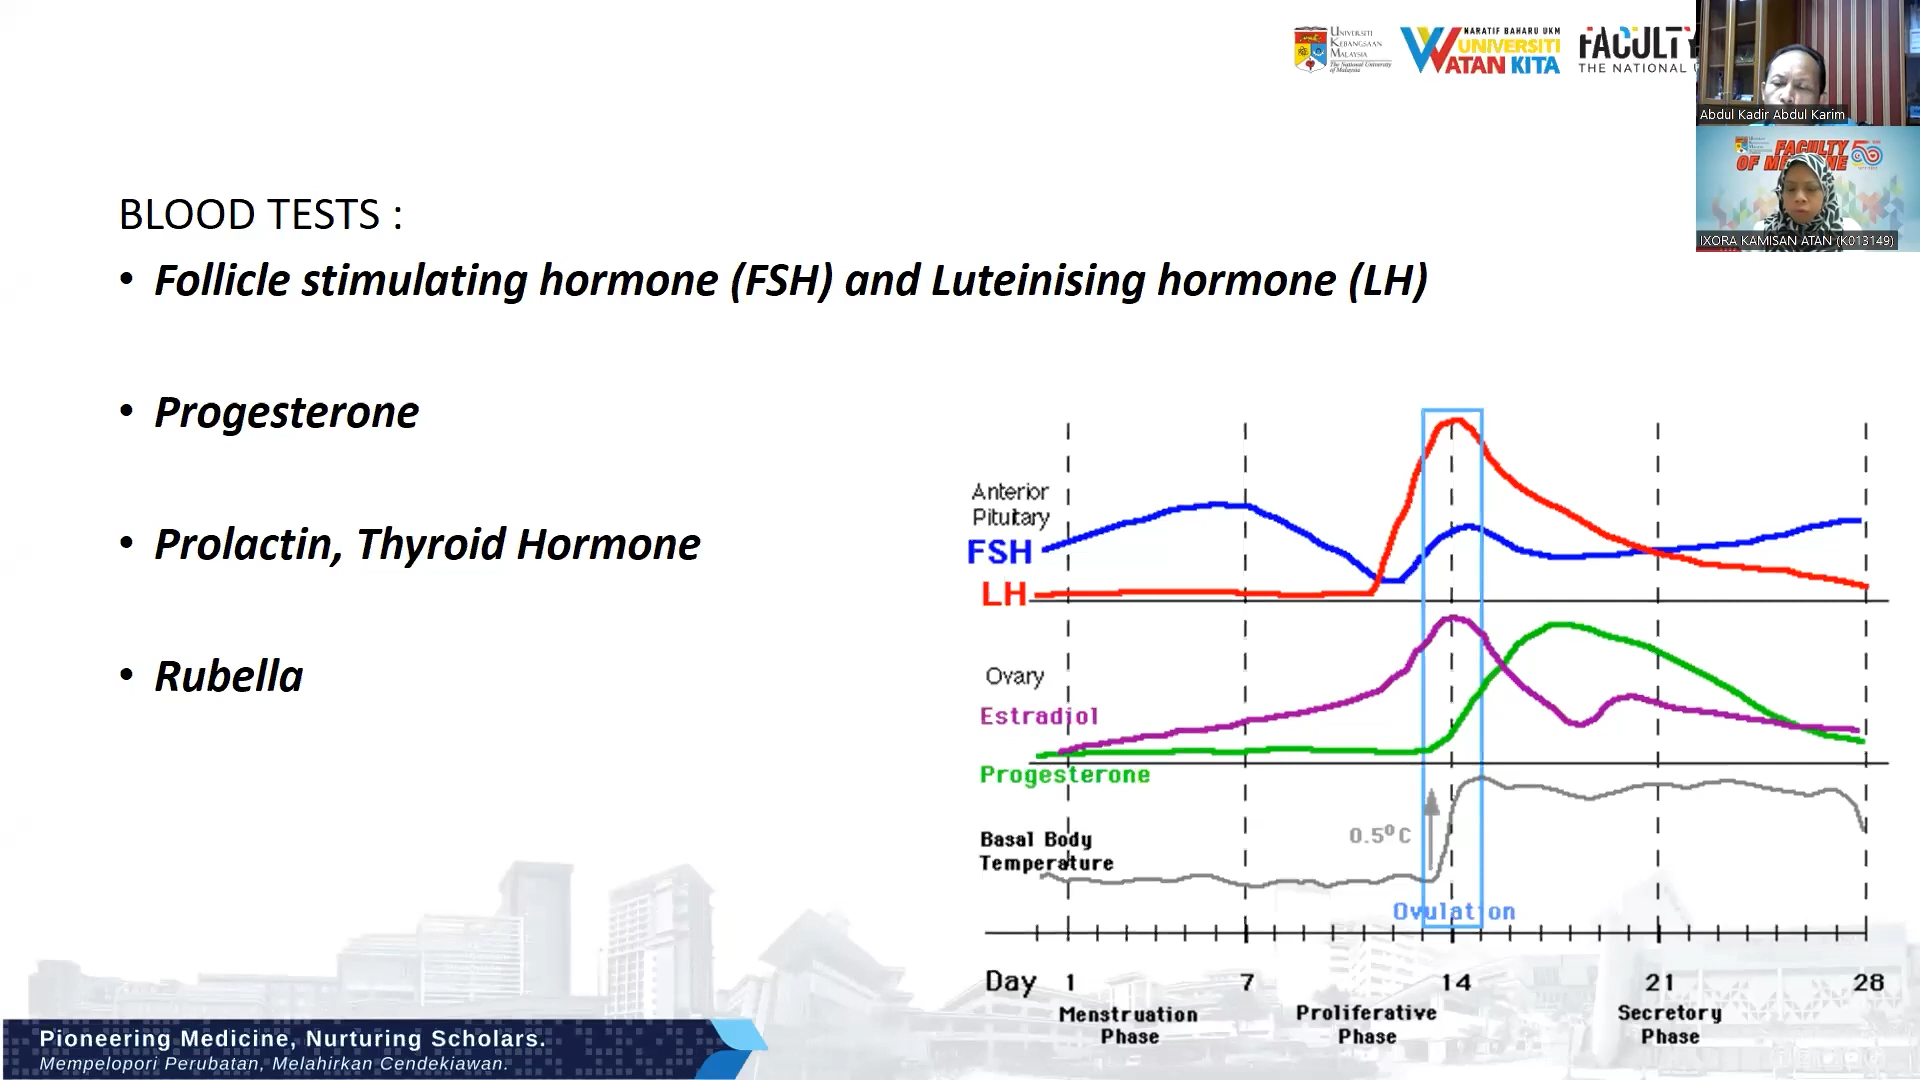 UNIVERSITI
KEBANGSAAN
MALAYSIA
The National University
of Malaysia
NARATIF BAHARU UKM
UNIVERSITI
WATAN KITA
FACULTY
THE NATIONAL
Abdul Kadir Abdul Karim
FACULTY
OF MEDICINE
50
IXORA KAMISAN ATAN (K013149)
BLOOD TESTS :
• Follicle stimulating hormone (FSH) and Luteinising hormone (LH)
• Progesterone
• Prolactin, Thyroid Hormone
• Rubella
Anterior
Pituitary
FSH
LH
Ovary
Estradiol
Progesterone
Basal Body
Temperature
0.5°C
Ovulation
Day 1 7 14 21 28
Menstruation Phase
Proliferative Phase
Secretory Phase
Pioneering Medicine, Nurturing Scholars.
Mempelopori Perubatan, Melahirkan Cendekiawan.